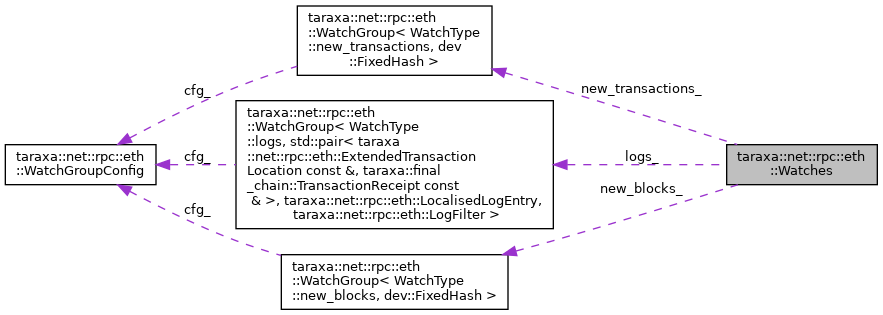 taraxa::net::rpc::eth
::WatchGroup< WatchType
::new_transactions, dev
::FixedHash >
cfg_
new_transactions_
taraxa::net::rpc::eth
::WatchGroup< WatchType
::logs, std::pair< taraxa
::net::rpc::eth::ExtendedTransaction
Location const &, taraxa::final
_chain::TransactionReceipt const
& >, taraxa::net::rpc::eth::LocalisedLogEntry,
taraxa::net::rpc::eth::LogFilter >
taraxa::net::rpc::eth
::WatchGroupConfig
cfg_
logs_
taraxa::net::rpc::eth
::Watches
new_blocks_
cfg_
taraxa::net::rpc::eth
::WatchGroup< WatchType
::new_blocks, dev::FixedHash >